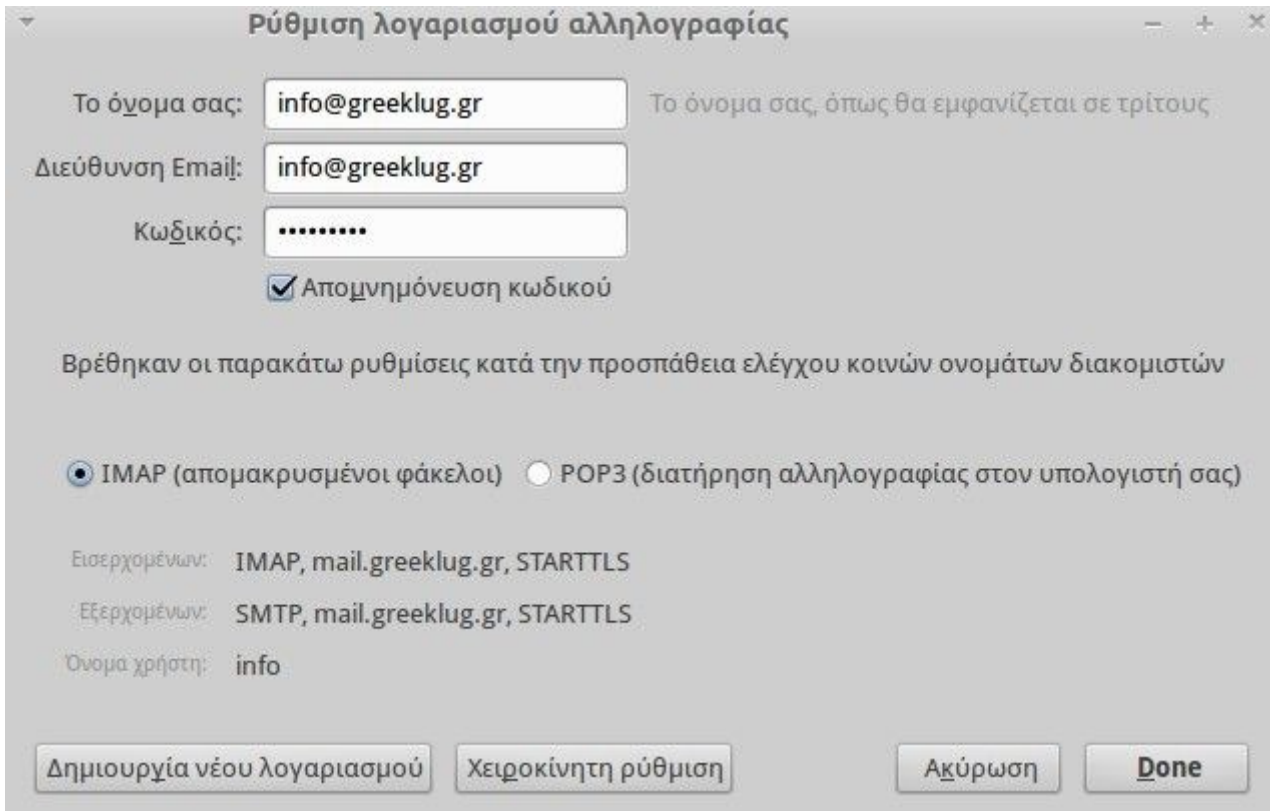 Ρύθμιση λογαριασμού αλληλογραφίας
Το όνομα σας: info@greeklug.gr Το όνομα σας, όπως θα εμφανίζεται σε τρίτους
Διεύθυνση Email: info@greeklug.gr
Κωδικός: •••••••••
Απομνημόνευση κωδικού
Βρέθηκαν οι παρακάτω ρυθμίσεις κατά την προσπάθεια ελέγχου κοινών ονομάτων διακομιστών
IMAP (απομακρυσμένοι φάκελοι) POP3 (διατήρηση αλληλογραφίας στον υπολογιστή σας)
Εισερχομένων: IMAP, mail.greeklug.gr, STARTTLS
Εξερχομένων: SMTP, mail.greeklug.gr, STARTTLS
Όνομα χρήστη: info
Δημιουργία νέου λογαριασμού Χειροκίνητη ρύθμιση Ακύρωση Done